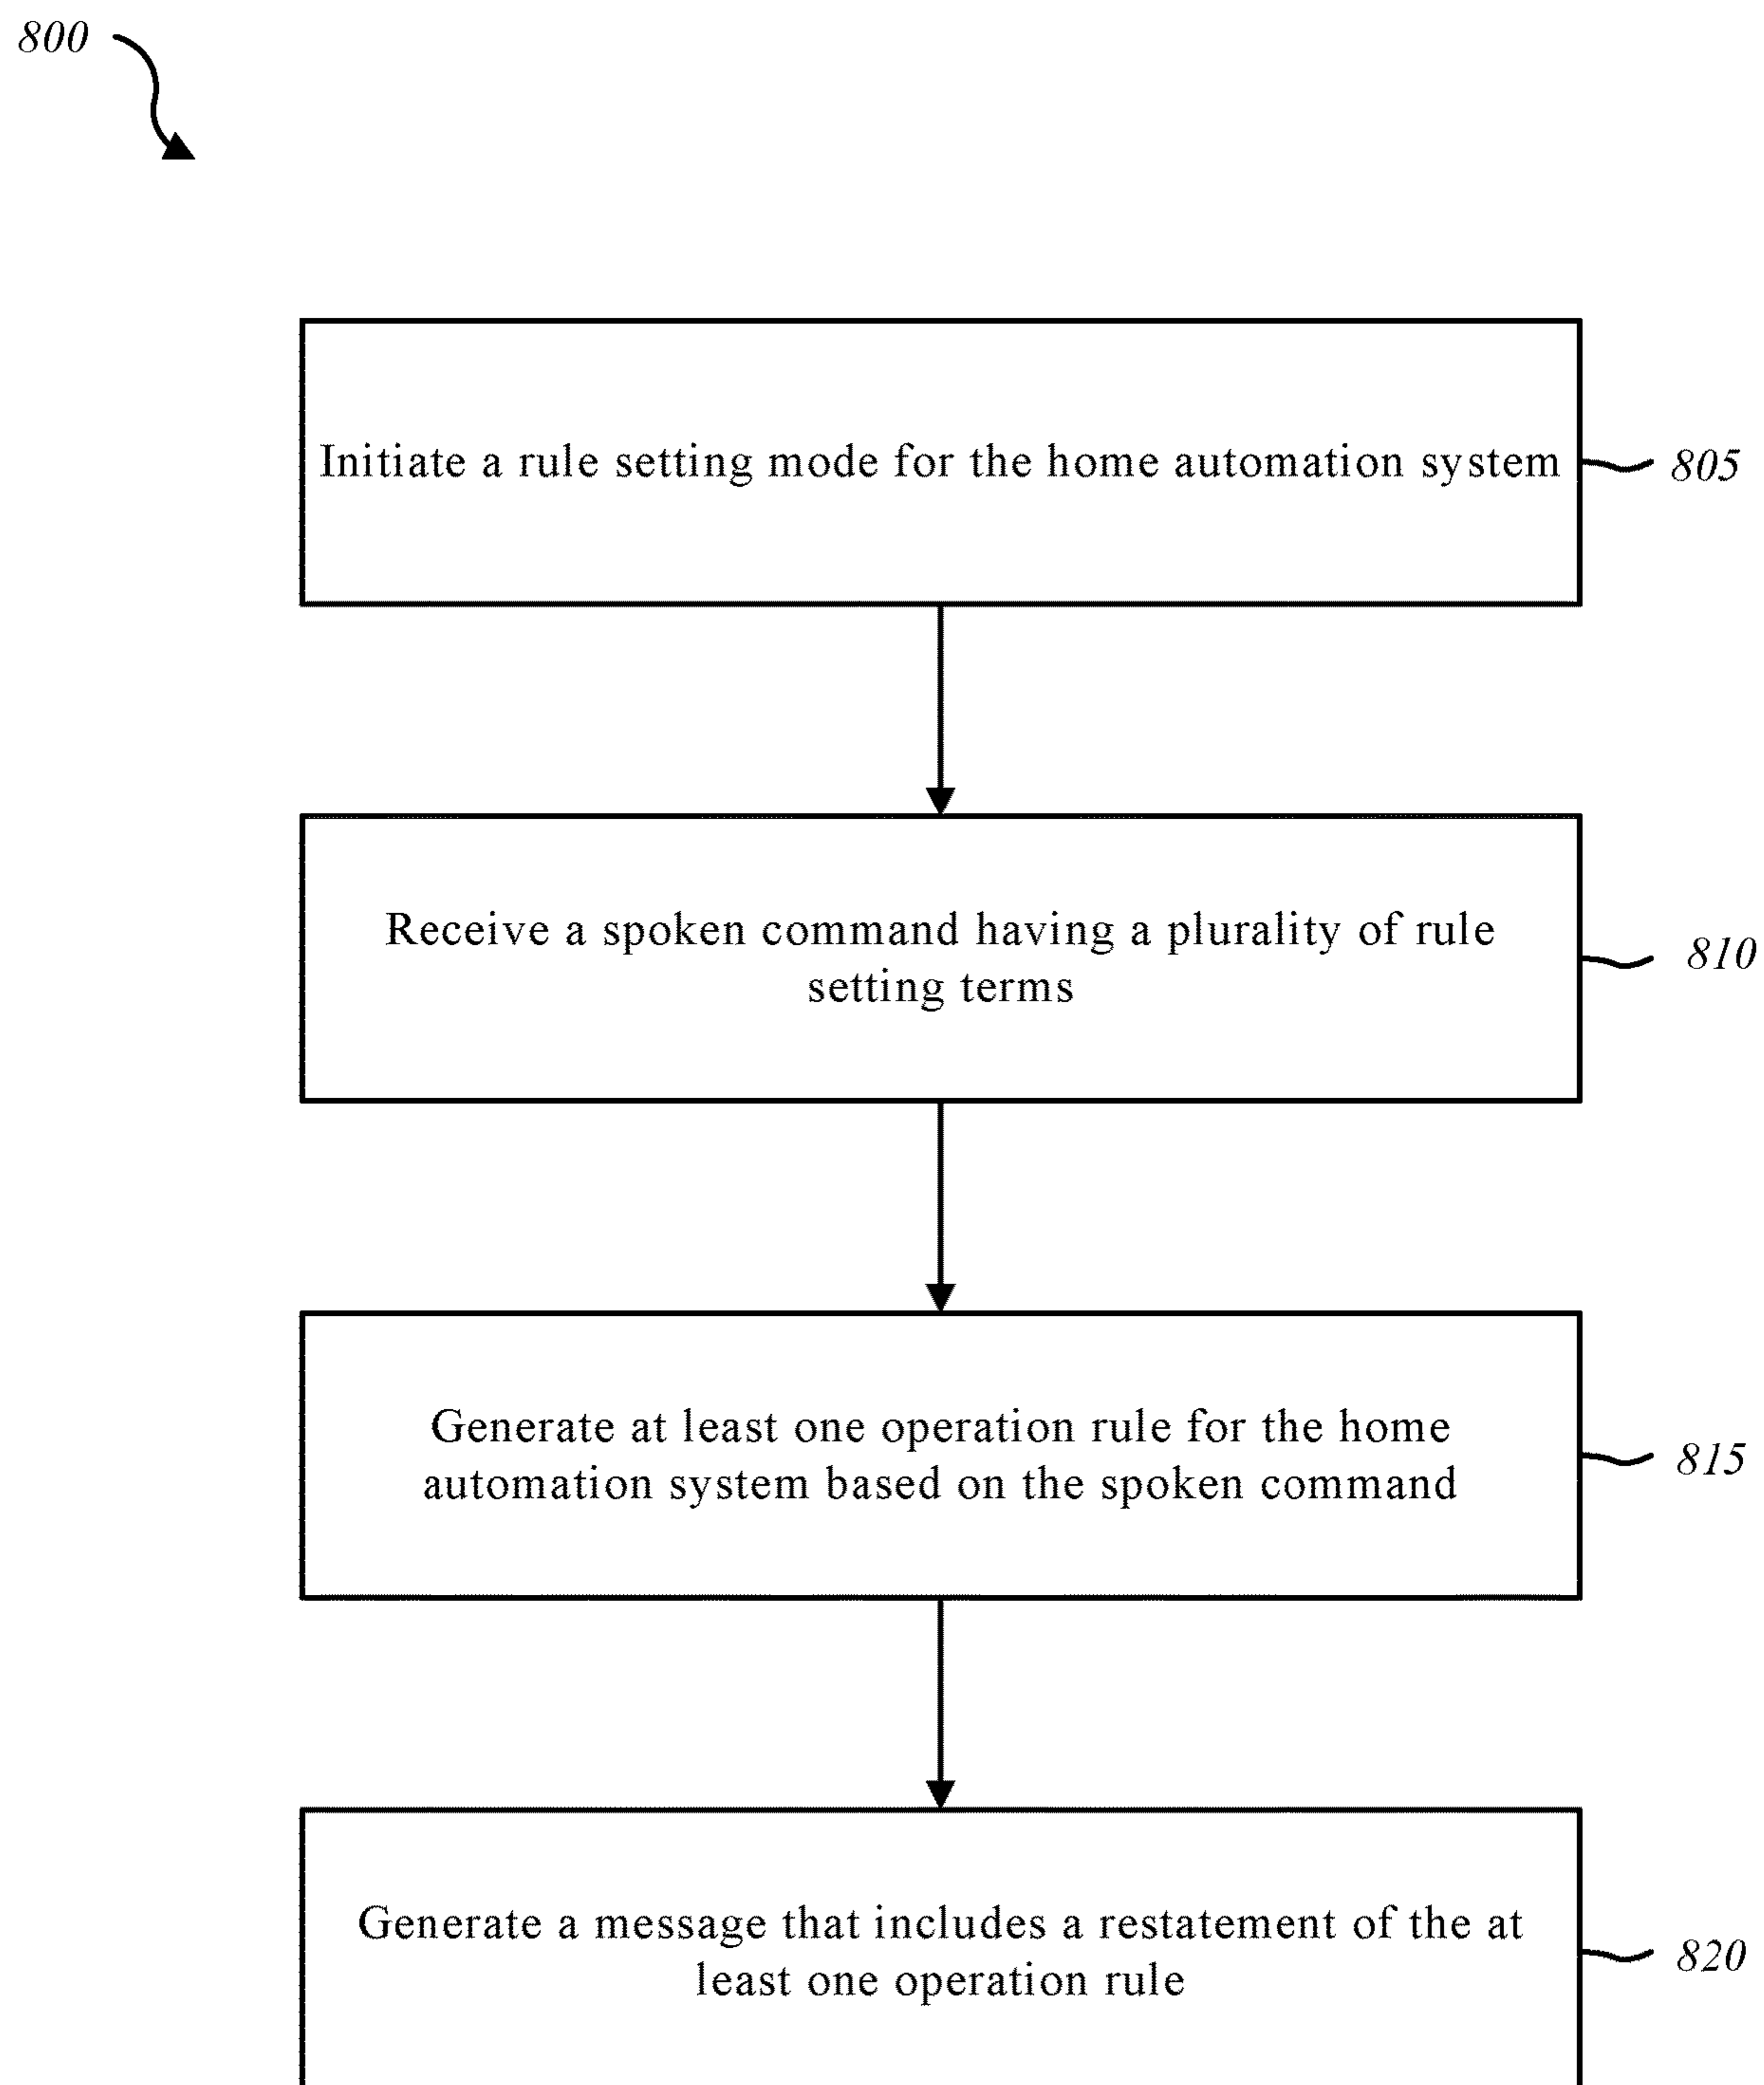 800
Initiate a rule setting mode for the home automation system
805
Receive a spoken command having a plurality of rule
setting terms
810
Generate at least one operation rule for the home
automation system based on the spoken command
815
Generate a message that includes a restatement of the at
least one operation rule
820